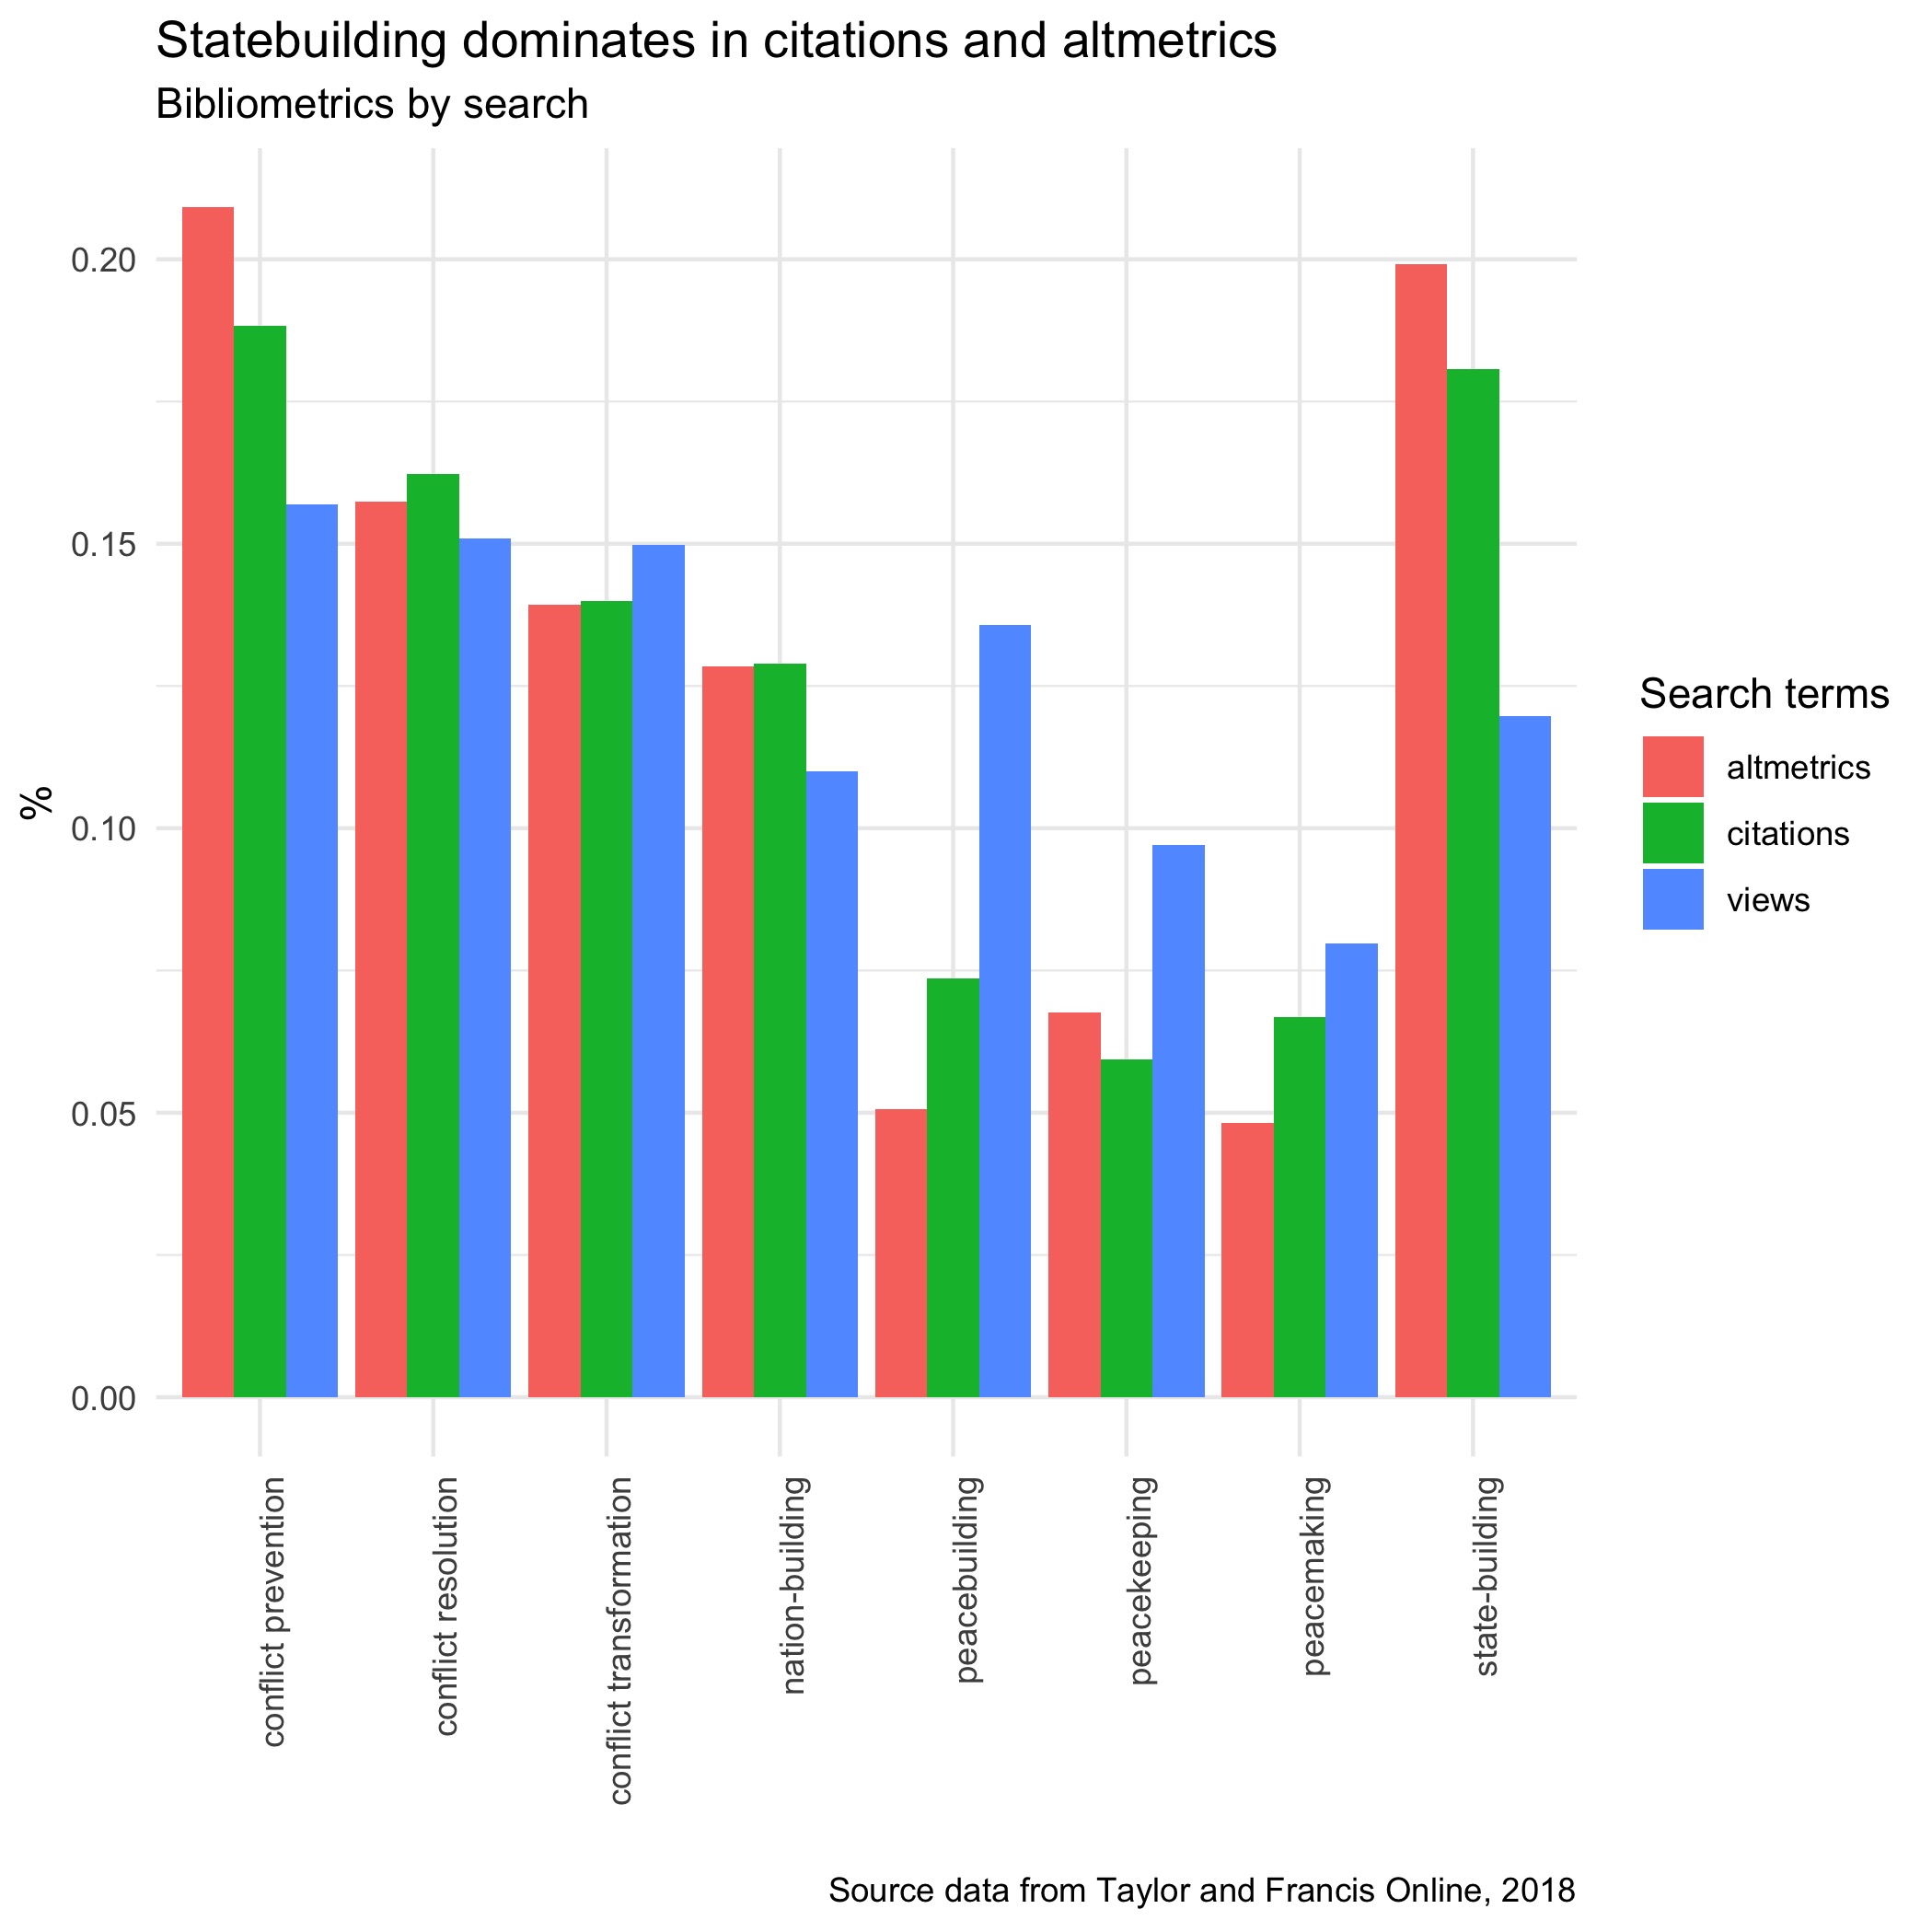 Statebuilding dominates in citations and altmetrics
Bibliometrics by search
%
0.20
0.15
0.10
0.05
0.00
conflict prevention
conflict resolution
conflict transformation
nation-building
peacebuilding
peacekeeping
peacemaking
state-building
Search terms
altmetrics
citations
views
Source data from Taylor and Francis Online, 2018